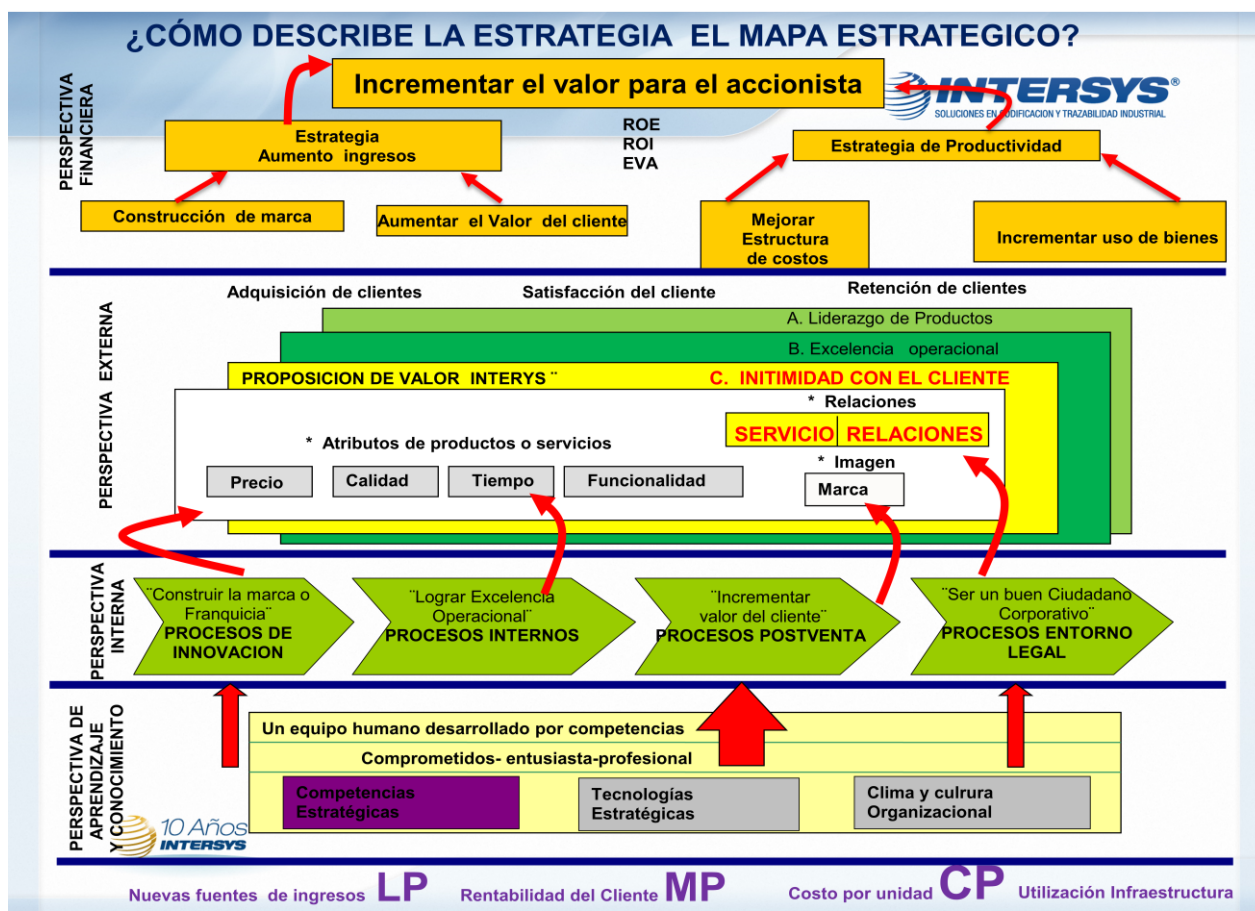 ¿CÓMO DESCRIBE LA ESTRATEGIA EL MAPA ESTRATEGICO?
PERSPECTIVA
FiNANCIERA
Incrementar el valor para el accionista
INTERSYS®
SOLUCIONES EN CODIFICACION Y TRAZABILIDAD INDUSTRIAL
Estrategia
Aumento ingresos
ROE
ROI
EVA
Estrategia de Productividad
Construcción de marca
Aumentar el Valor del cliente
Mejorar
Estructura
de costos
Incrementar uso de bienes
PERSPECTIVA EXTERNA
Adquisición de clientes
Satisfacción del cliente
Retención de clientes
A. Liderazgo de Productos
B. Excelencia operacional
PROPOSICION DE VALOR INTERYS ¨
C. INITIMIDAD CON EL CLIENTE
* Relaciones
SERVICIO RELACIONES
* Atributos de productos o servicios
* Imagen
Precio
Calidad
Tiempo
Funcionalidad
Marca
PERSPECTIVA
INTERNA
¨Construir la marca o
Franquicia¨
PROCESOS DE
INNOVACION
¨Lograr Excelencia
Operacional¨
PROCESOS INTERNOS
¨Incrementar
valor del cliente¨
PROCESOS POSTVENTA
¨Ser un buen Ciudadano
Corporativo¨
PROCESOS ENTORNO
LEGAL
PERSPECTIVA DE
APRENDIZAJE
Y CONOCIMIENTO
Un equipo humano desarrollado por competencias
Comprometidos- entusiasta-profesional
Competencias
Estratégicas
Tecnologías
Estratégicas
Clima y culrura
Organizacional
10 Años
INTERSYS
Nuevas fuentes de ingresos LP
Rentabilidad del Cliente MP
Costo por unidad CP
Utilización Infraestructura